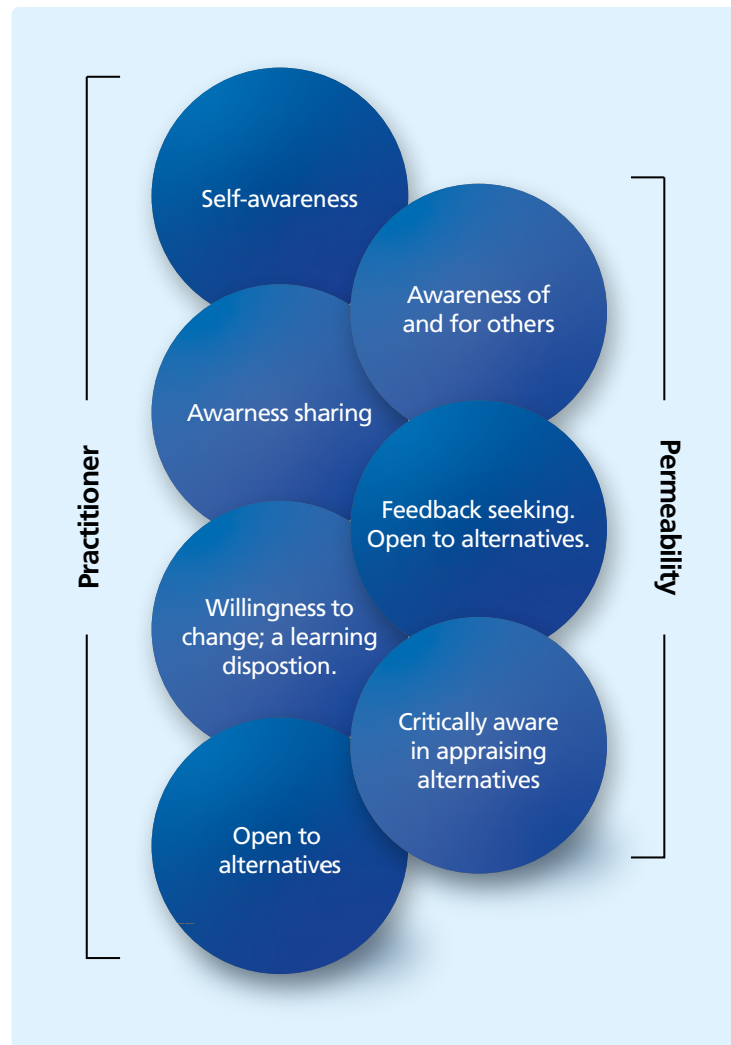 Self-awareness
Awareness of
and for others
Awarness sharing
Feedback seeking.
Open to alternatives.
Willingness to
change; a learning
dispostion.
Critically aware
in appraising
alternatives
Open to
alternatives
Practitioner
Permeability